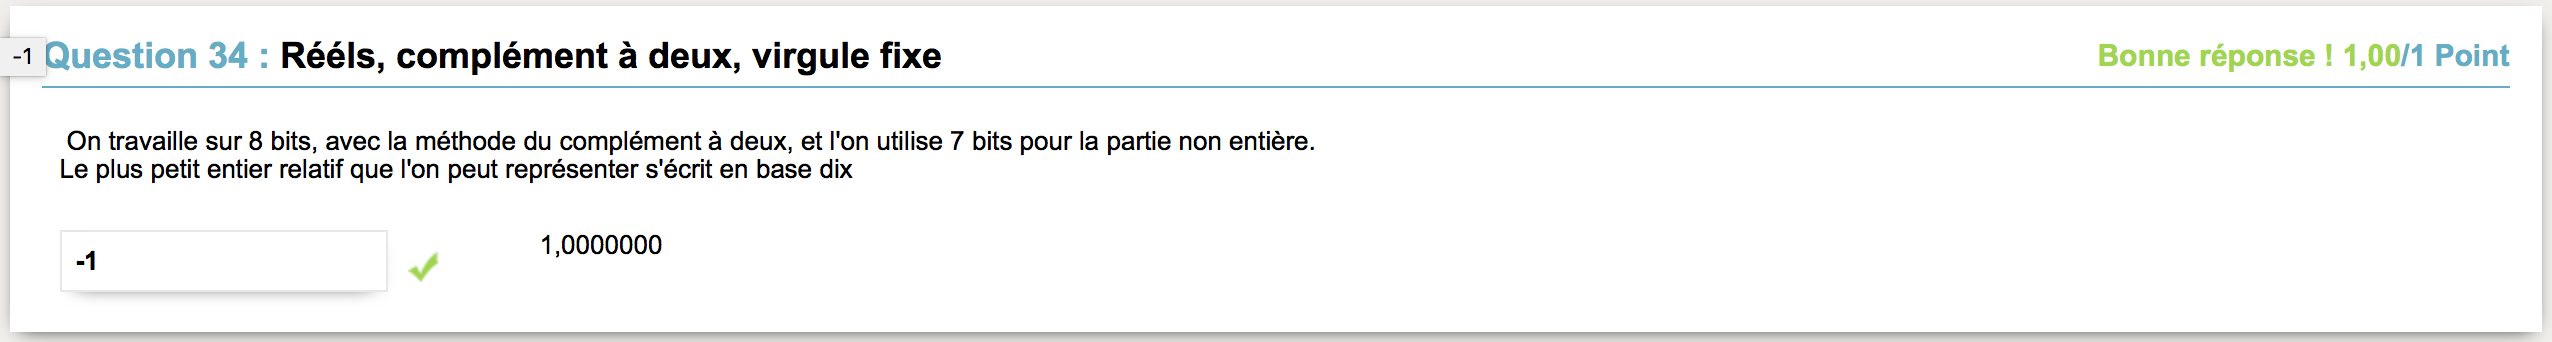 -1
Question 34 : Réels, complément à deux, virgule fixe
Bonne réponse ! 1,00/1 Point
On travaille sur 8 bits, avec la méthode du complément à deux, et l'on utilise 7 bits pour la partie non entière.
Le plus petit entier relatif que l'on peut représenter s'écrit en base dix
-1
1,0000000